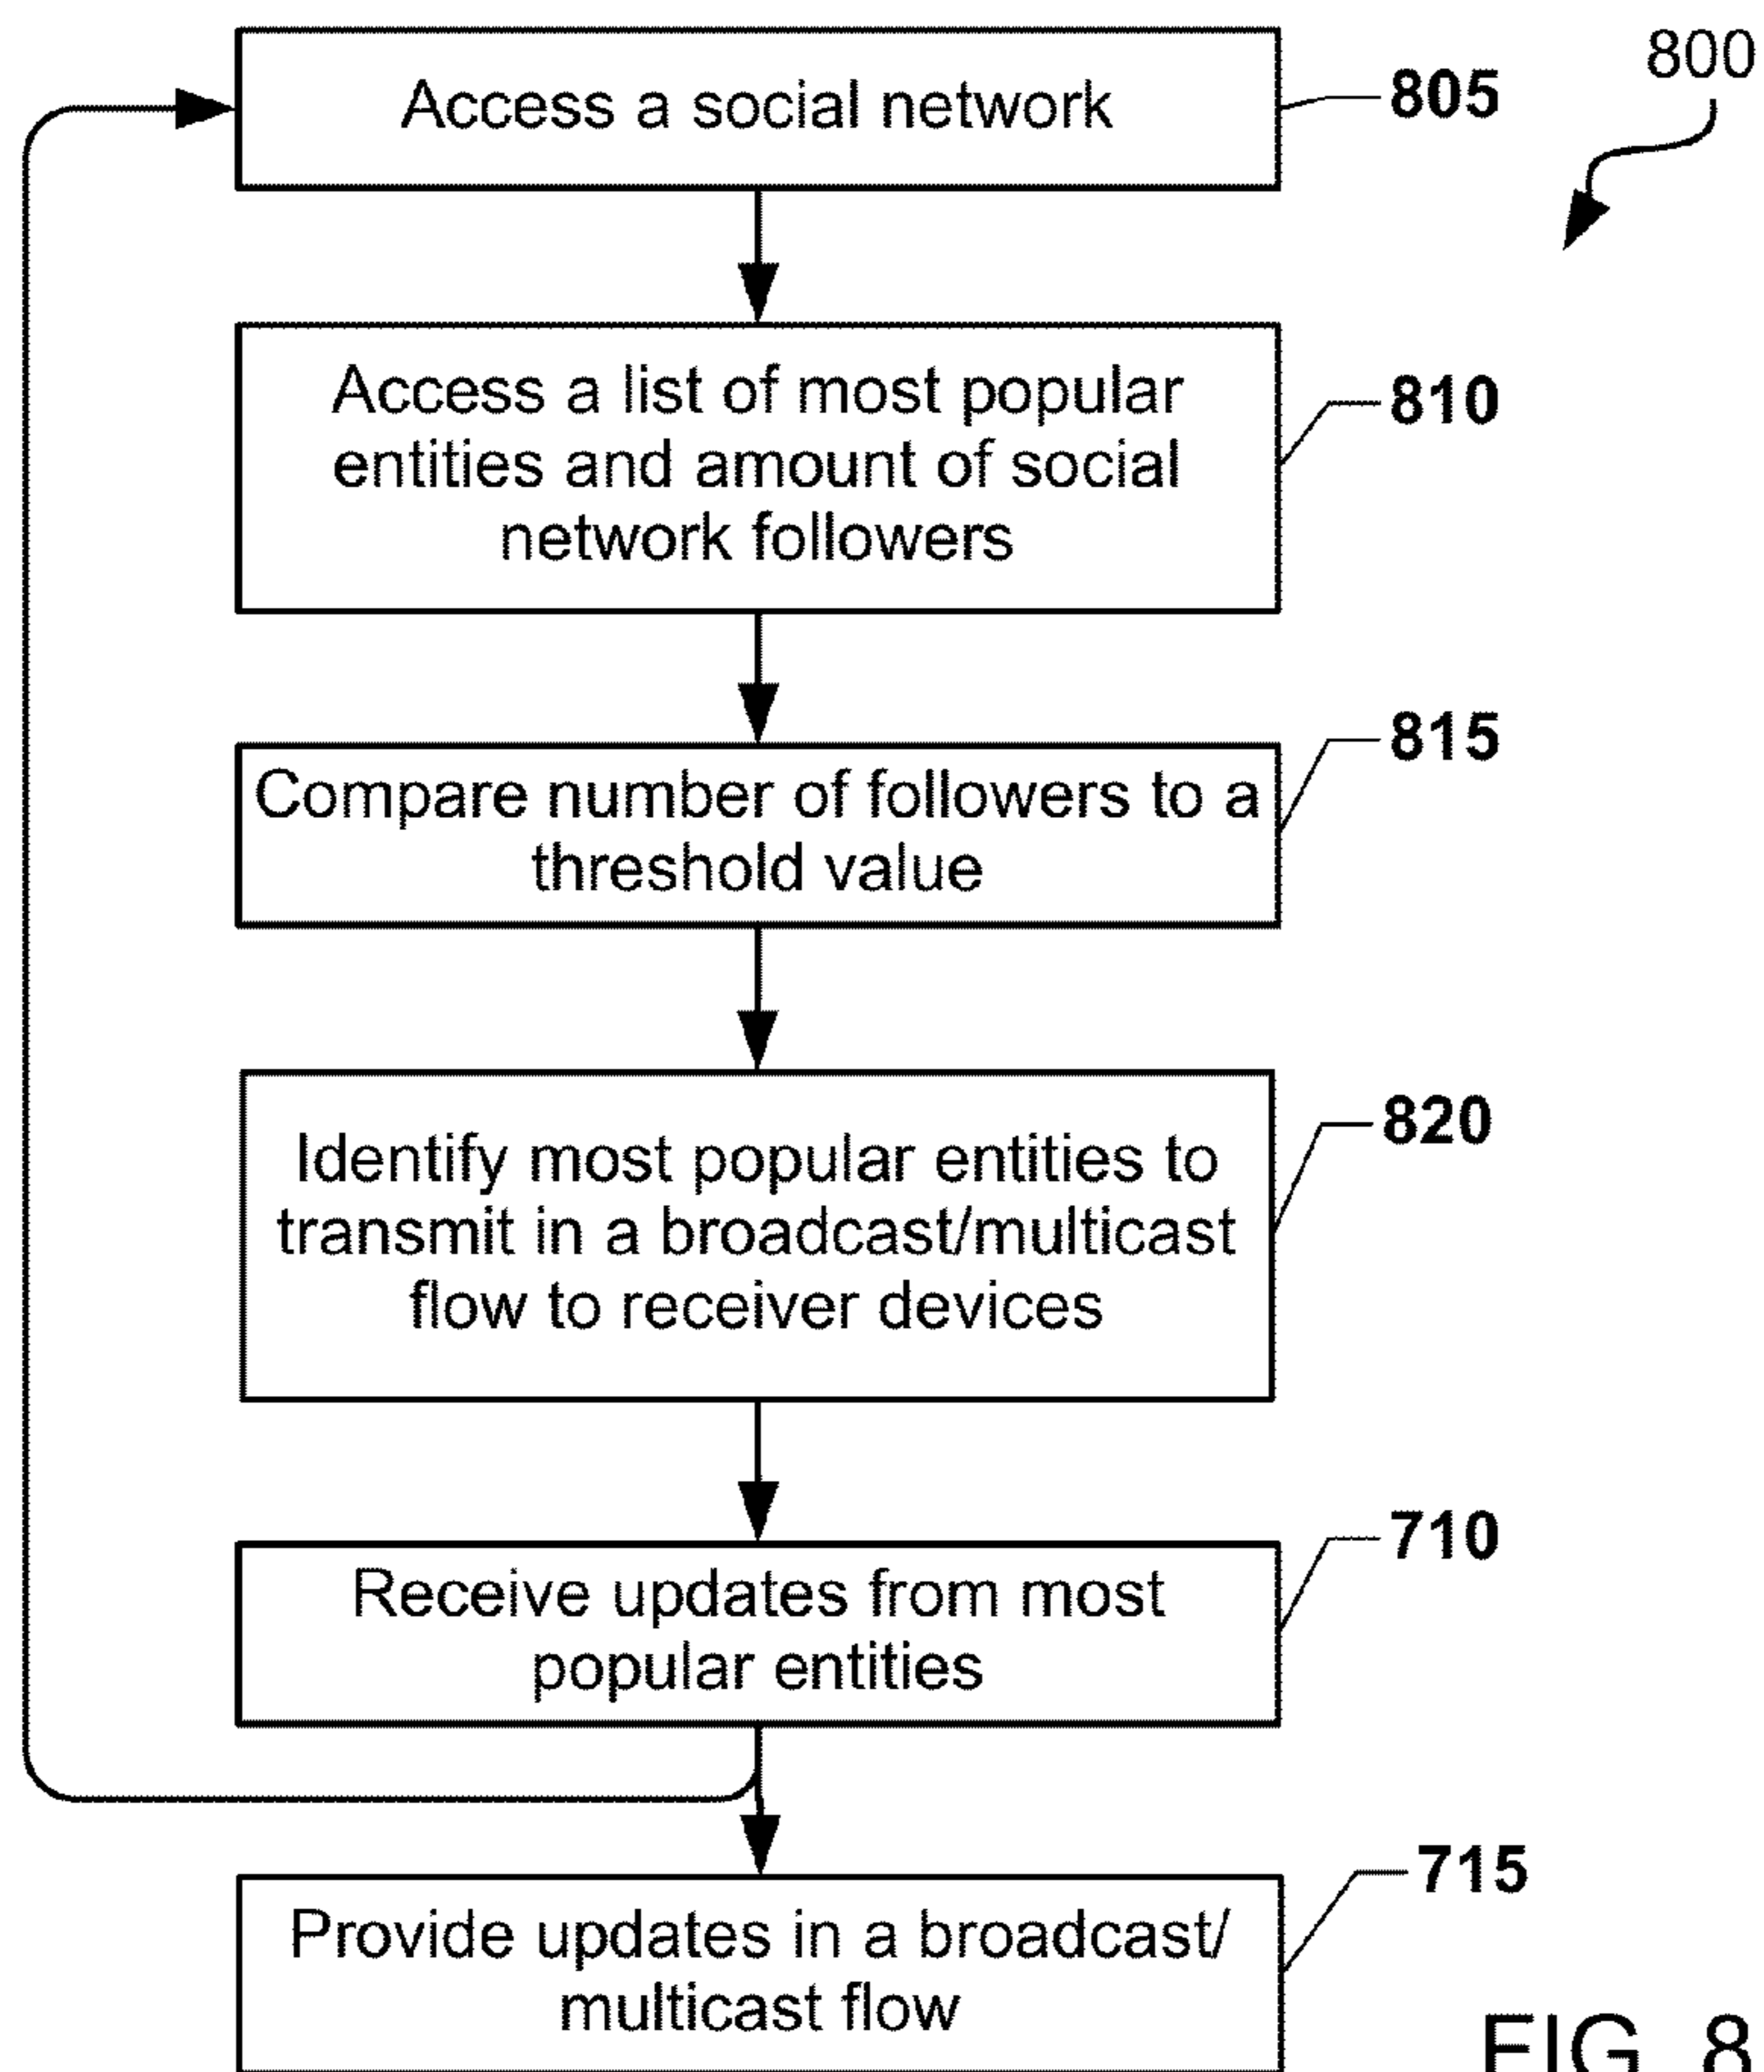 800
Access a social network
805
Access a list of most popular
entities and amount of social
network followers
810
Compare number of followers to a
threshold value
815
Identify most popular entities to
transmit in a broadcast/multicast
flow to receiver devices
820
Receive updates from most
popular entities
710
Provide updates in a broadcast/
multicast flow
715
FIG. 8